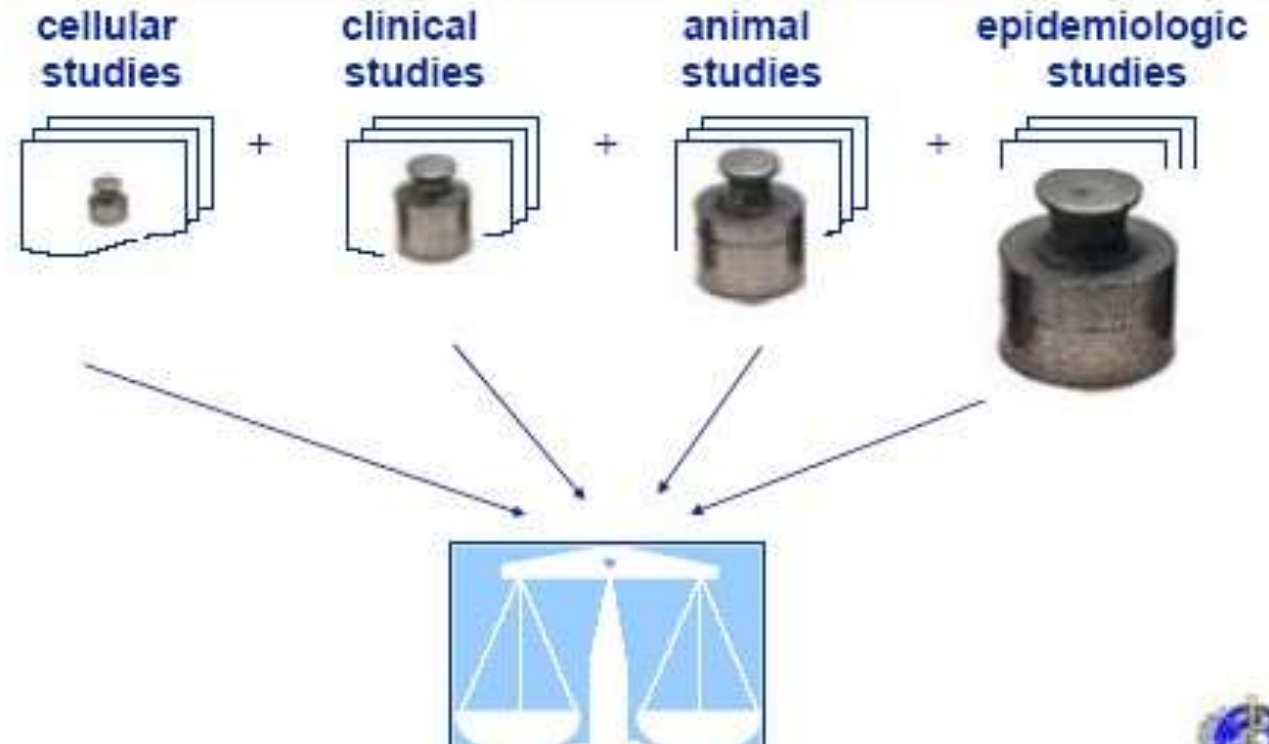 cellular
studies
clinical
studies
animal
studies
epidemiologic
studies
+
+
+